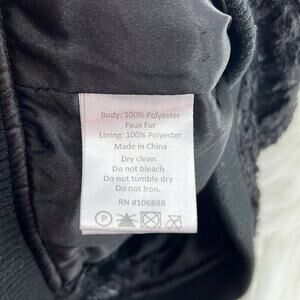 Body: 100% Polyester
Faux Fur
Lining: 100% Polyester
Made in China
Dry clean
Do not bleach
Do not tumble dry
Do not Iron.
RN #106888
P